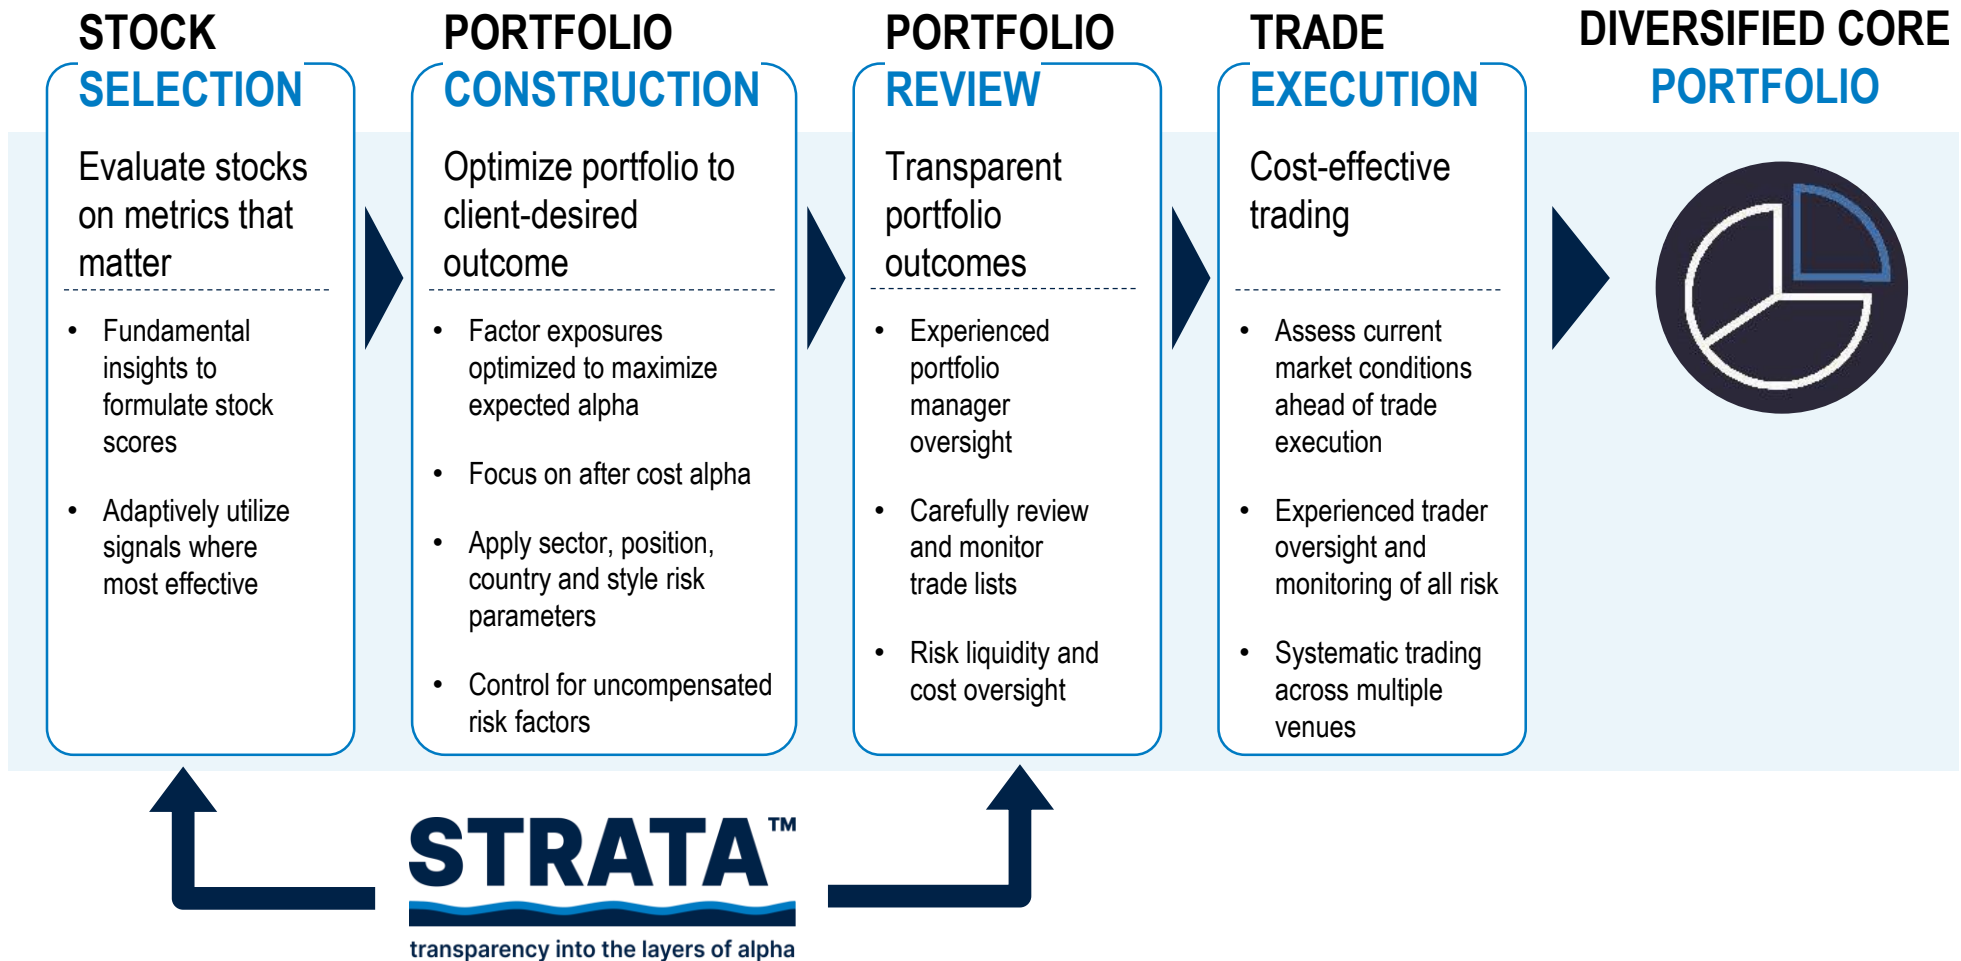 STOCK
SELECTION
Evaluate stocks
on metrics that
matter
• Fundamental
insights to
formulate stock
scores
• Adaptively utilize
signals where
most effective
PORTFOLIO
CONSTRUCTION
Optimize portfolio to
client-desired
outcome
• Factor exposures
optimized to maximize
expected alpha
• Focus on after cost alpha
• Apply sector, position,
country and style risk
parameters
• Control for uncompensated
risk factors
PORTFOLIO
REVIEW
Transparent
portfolio
outcomes
• Experienced
portfolio
manager
oversight
• Carefully review
and monitor
trade lists
• Risk liquidity and
cost oversight
TRADE
EXECUTION
Cost-effective
trading
• Assess current
market conditions
ahead of trade
execution
• Experienced trader
oversight and
monitoring of all risk
• Systematic trading
across multiple
venues
DIVERSIFIED CORE
PORTFOLIO
STRATA™
transparency into the layers of alpha